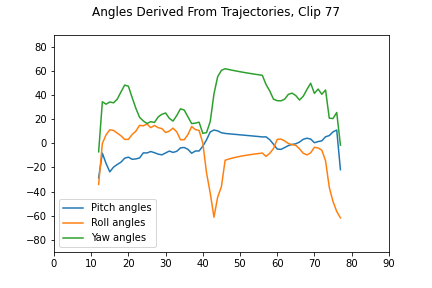 Angles Derived From Trajectories, Clip 77
80
60
40
20
0
−20
−40
−60
−80
Pitch angles
Roll angles
Yaw angles
0 10 20 30 40 50 60 70 80 90